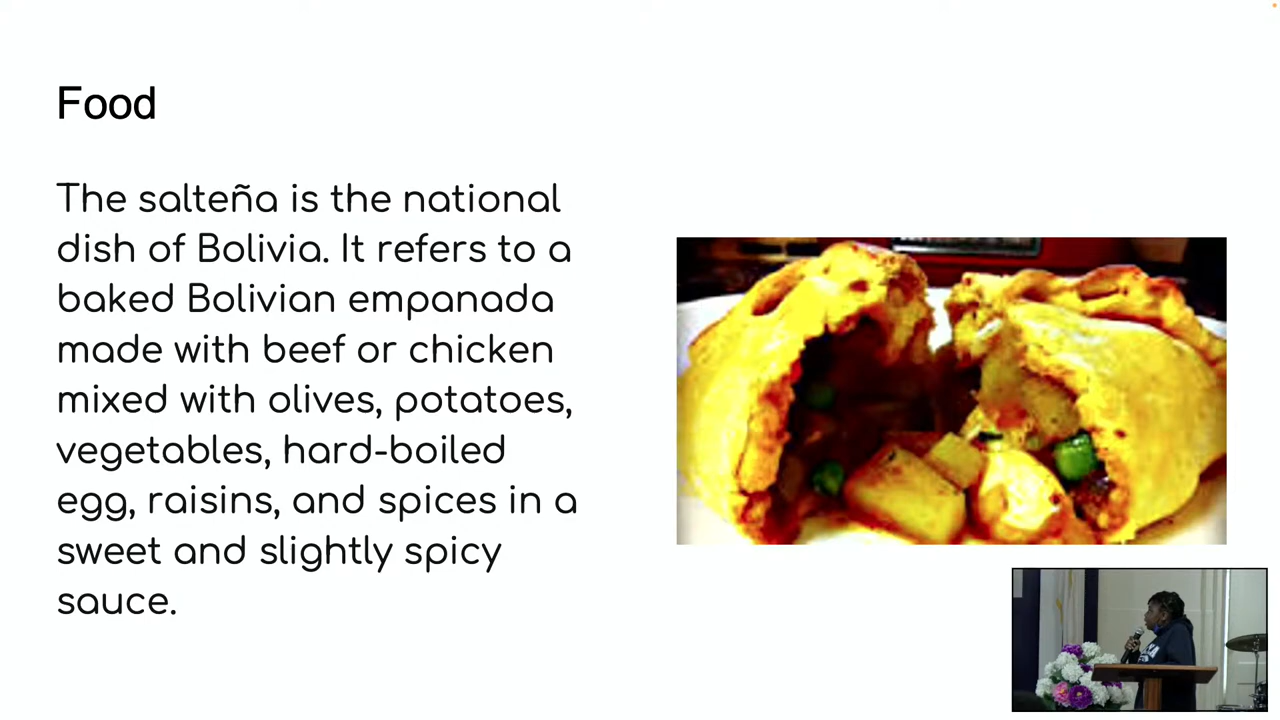 Food
The salteña is the national
dish of Bolivia. It refers to a
baked Bolivian empanada
made with beef or chicken
mixed with olives, potatoes,
vegetables, hard-boiled
egg, raisins, and spices in a
sweet and slightly spicy
sauce.